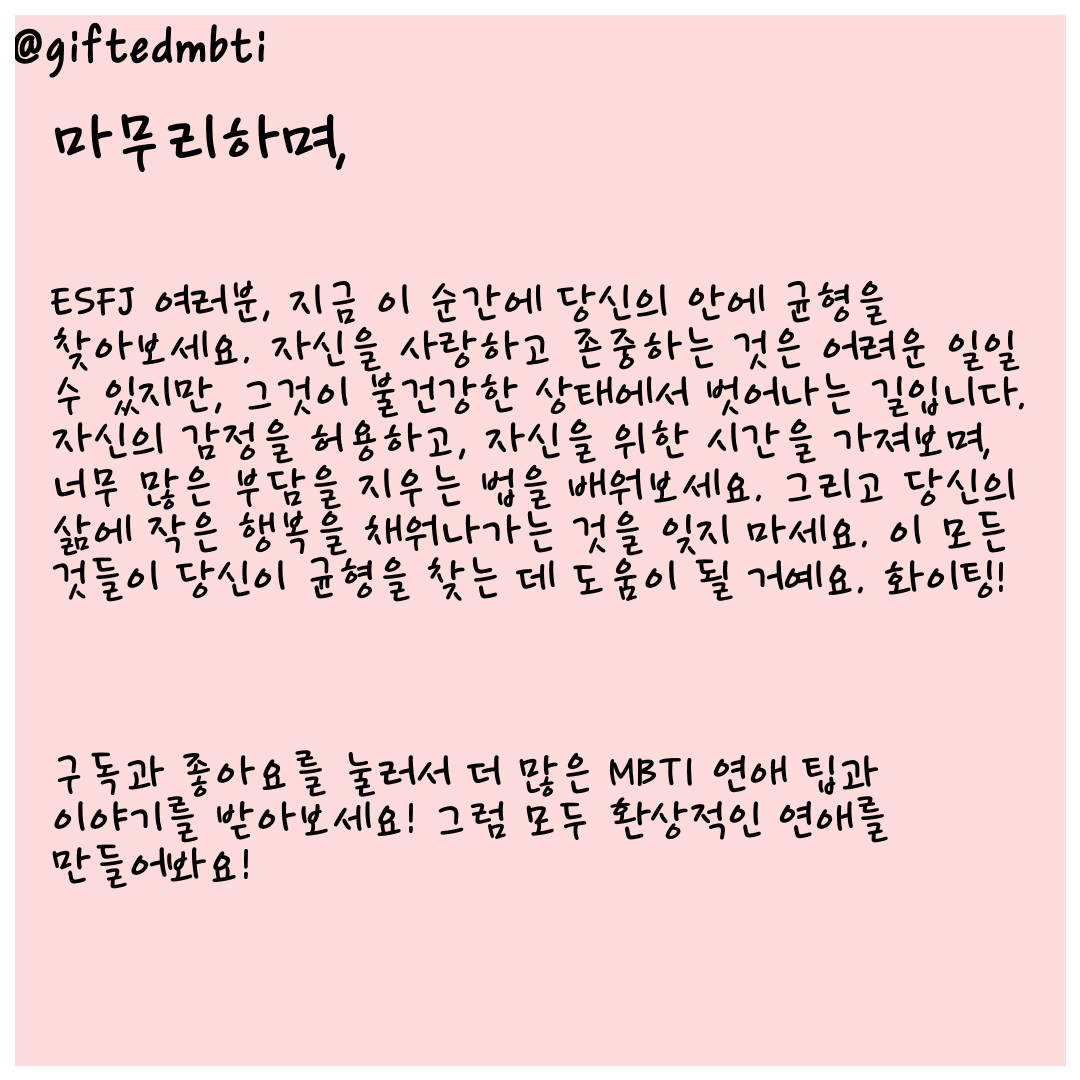 @giftedmbti
마무리하며,
ESFJ 여러분, 지금 이 순간에 당신의 안에 균형을
찾아보세요. 자신을 사랑하고 존중하는 것은 어려운 일일
수 있지만, 그것이 불건강한 상태에서 벗어나는 길입니다.
자신의 감정을 허용하고, 자신을 위한 시간을 가져보며,
너무 많은 부담을 지우는 법을 배워보세요. 그리고 당신의
삶에 작은 행복을 채워나가는 것을 잊지 마세요. 이 모든
것들이 당신이 균형을 찾는 데 도움이 될 거예요. 화이팅!
구독과 좋아요를 눌러서 더 많은 MBTI 연애 팁과
이야기를 받아보세요! 그럼 모두 환상적인 연애를
만들어봐요!